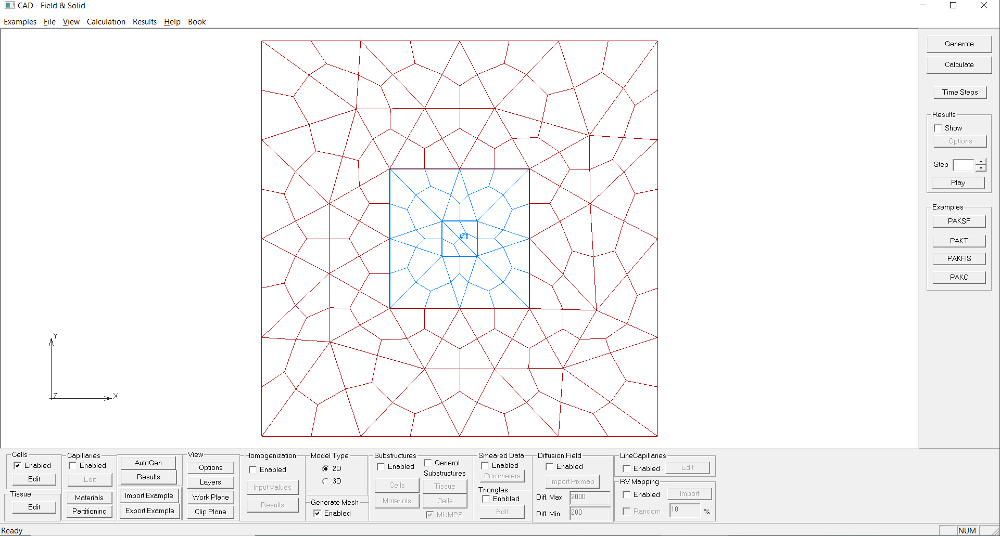 CAD - Field & Solid -
Examples File View Calculation Results Help Book
Generate
Calculate
Time Steps
Results
Show
Options
Step 1
Play
Examples
PAKSF
PAKT
PAKFIS
PAKC
Y
Z
X
Cells
Enabled
Edit
Tissue
Edit
Capillaries
Enabled
Edit
Materials
Partitioning
AutoGen
Results
Import Example
Export Example
View
Options
Layers
Work Plane
Clip Plane
Homogenization
Enabled
Input Values
Results
Model Type
2D
3D
Generate Mesh
Enabled
Substructures
Enabled
General
Substructures
Cells
Tissue
Materials
Cells
MUMPS
Smeared Data
Enabled
Parameters
Triangles
Enabled
Edit
Diffusion Field
Enabled
Import Pixmap
Diff. Max 2000
Diff. Min 200
LineCapillaries
Enabled
Edit
RV Mapping
Enabled
Import
Random 10 %
Ready
NUM